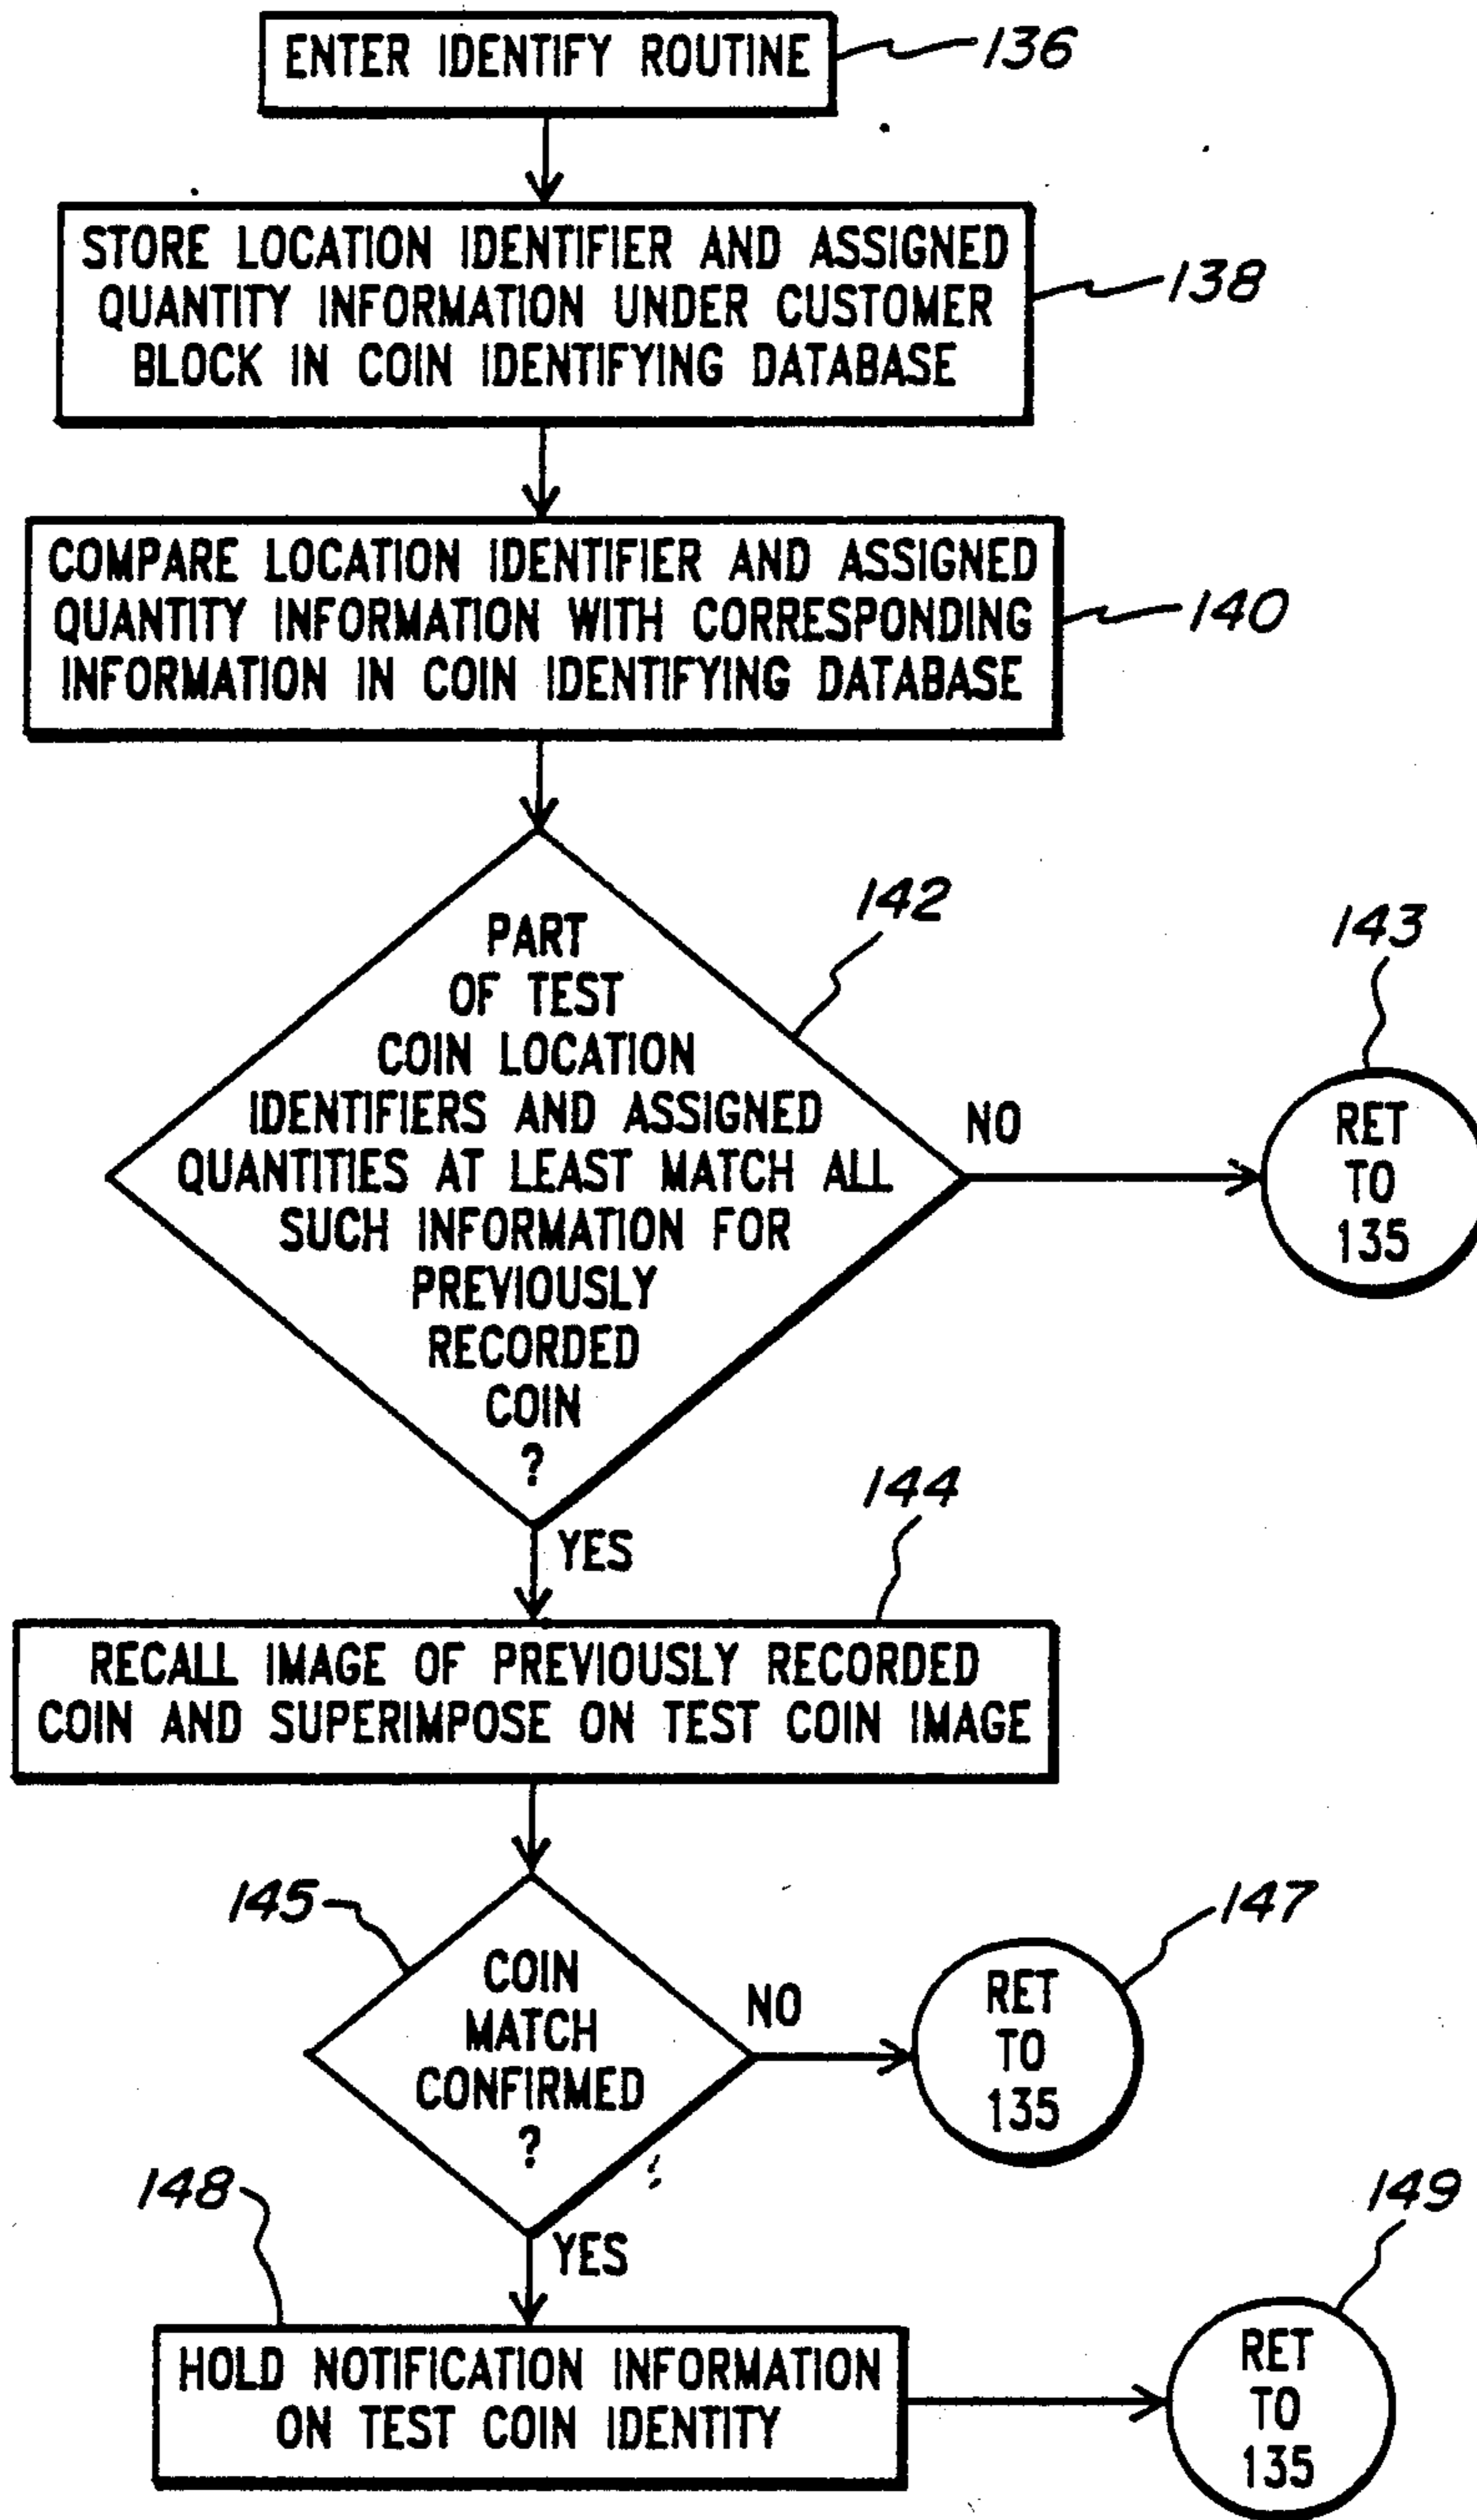 ENTER IDENTIFY ROUTINE
136
STORE LOCATION IDENTIFIER AND ASSIGNED
QUANTITY INFORMATION UNDER CUSTOMER
BLOCK IN COIN IDENTIFYING DATABASE
138
COMPARE LOCATION IDENTIFIER AND ASSIGNED
QUANTITY INFORMATION WITH CORRESPONDING
INFORMATION IN COIN IDENTIFYING DATABASE
140
PART
OF TEST
COIN LOCATION
IDENTIFIERS AND ASSIGNED
QUANTITIES AT LEAST MATCH ALL
SUCH INFORMATION FOR
PREVIOUSLY
RECORDED
COIN
?
142
NO
143
RET
TO
135
YES
144
RECALL IMAGE OF PREVIOUSLY RECORDED
COIN AND SUPERIMPOSE ON TEST COIN IMAGE
145
COIN
MATCH
CONFIRMED
?
NO
147
RET
TO
135
YES
148
HOLD NOTIFICATION INFORMATION
ON TEST COIN IDENTITY
149
RET
TO
135